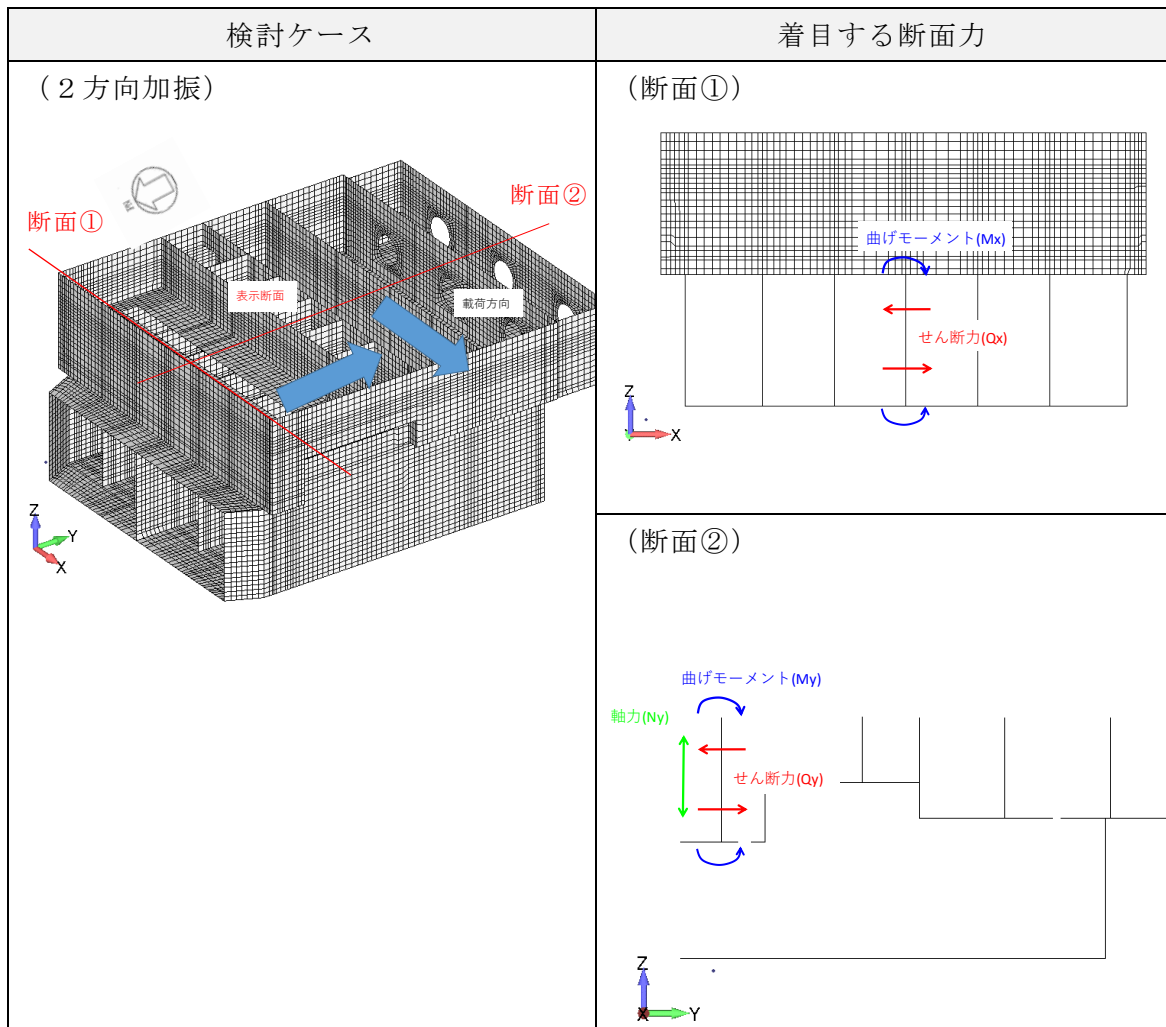 検討ケース
着目する断面力
（２方向加振）
断面①
断面②
表示断面
載荷方向
N
Z
Y
X
（断面①）
曲げモーメント(Mx)
せん断力(Qx)
Z
X
（断面②）
曲げモーメント(My)
軸力(Ny)
せん断力(Qy)
Z
X
Y